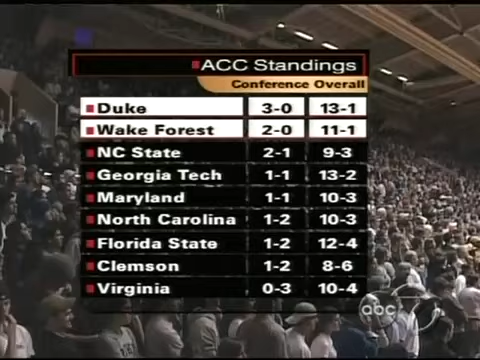 ACC Standings
Conference Overall
Duke 3-0 13-1
Wake Forest 2-0 11-1
NC State 2-1 9-3
Georgia Tech 1-1 13-2
Maryland 1-1 10-3
North Carolina 1-2 10-3
Florida State 1-2 12-4
Clemson 1-2 8-6
Virginia 0-3 10-4
abc